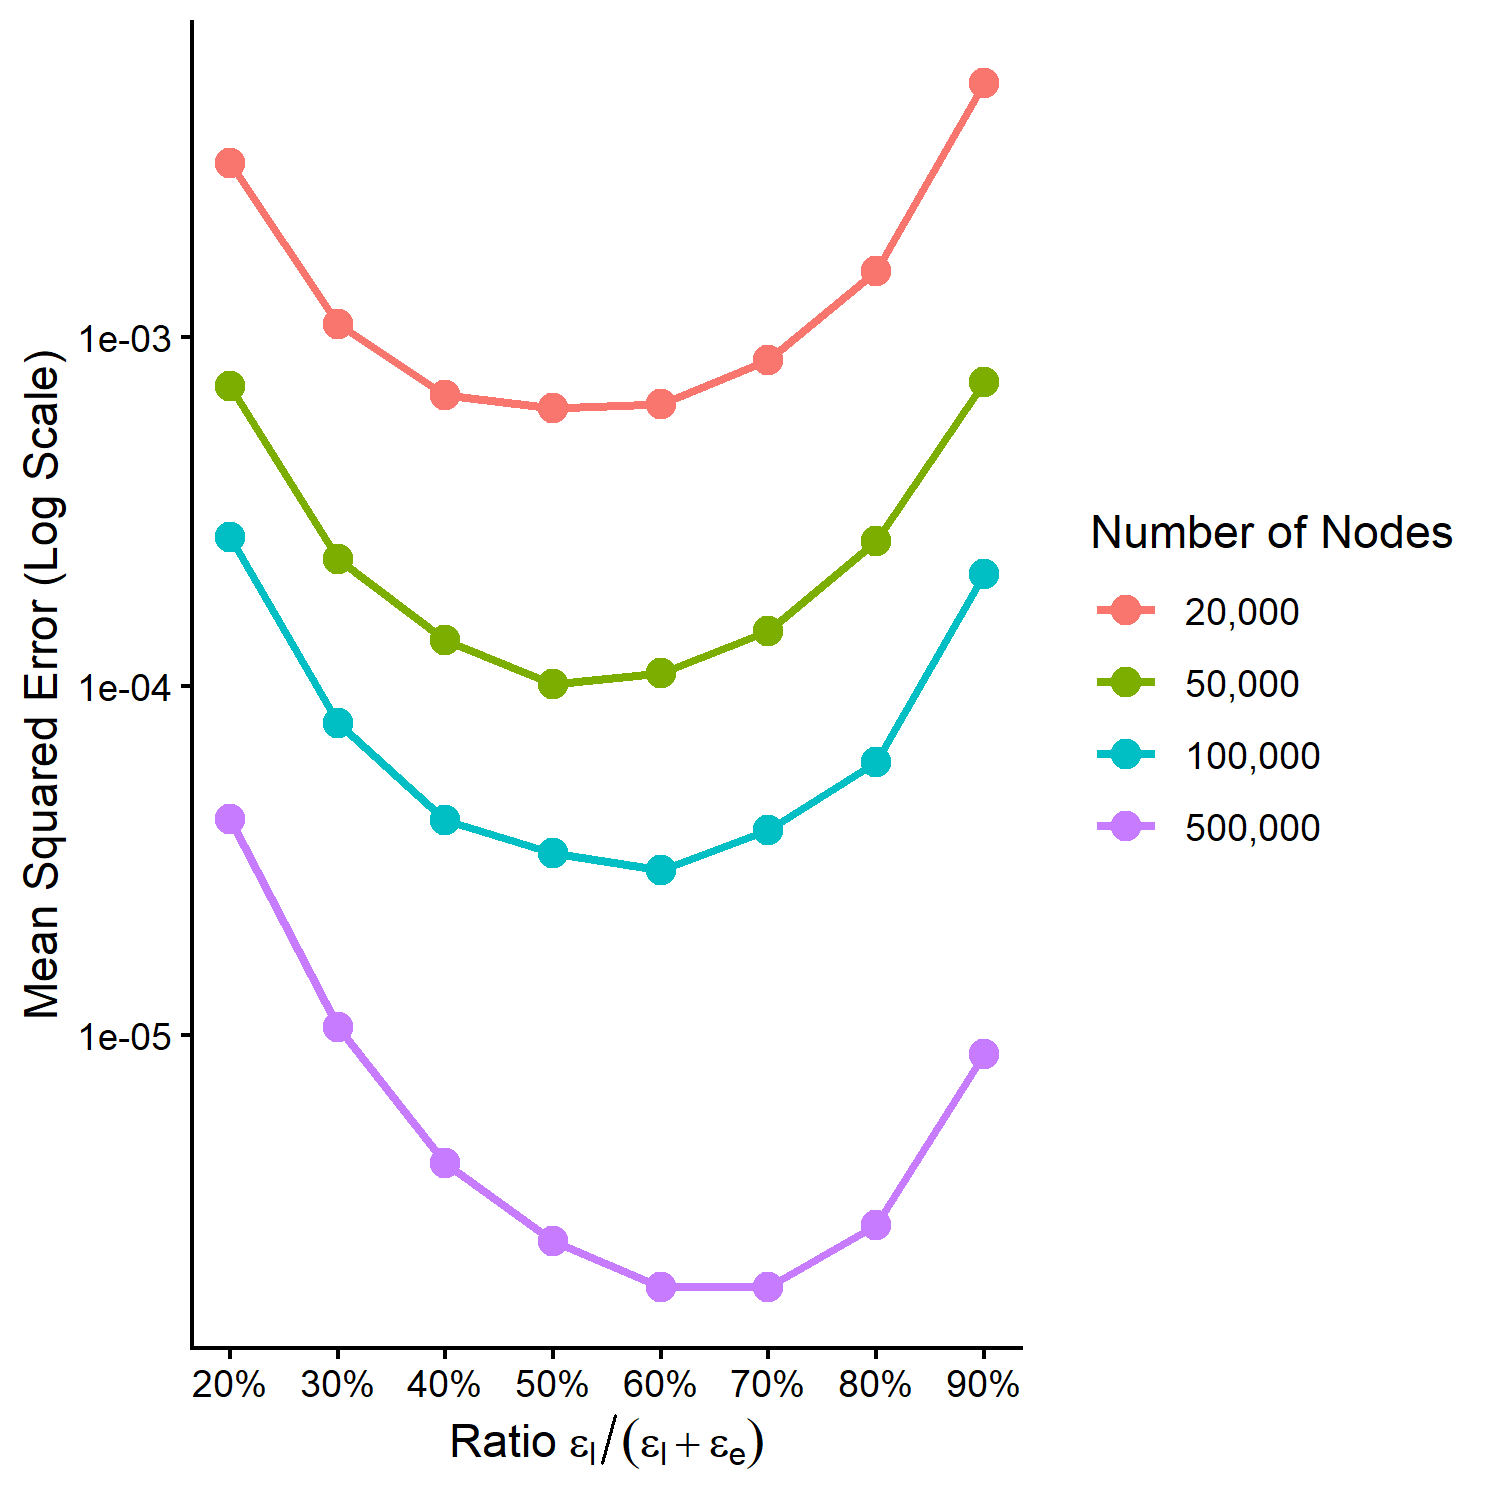 Mean Squared Error (Log Scale)
1e-03
1e-04
1e-05
20% 30% 40% 50% 60% 70% 80% 90%
Ratio εl/(εl + εe)
Number of Nodes
20,000
50,000
100,000
500,000